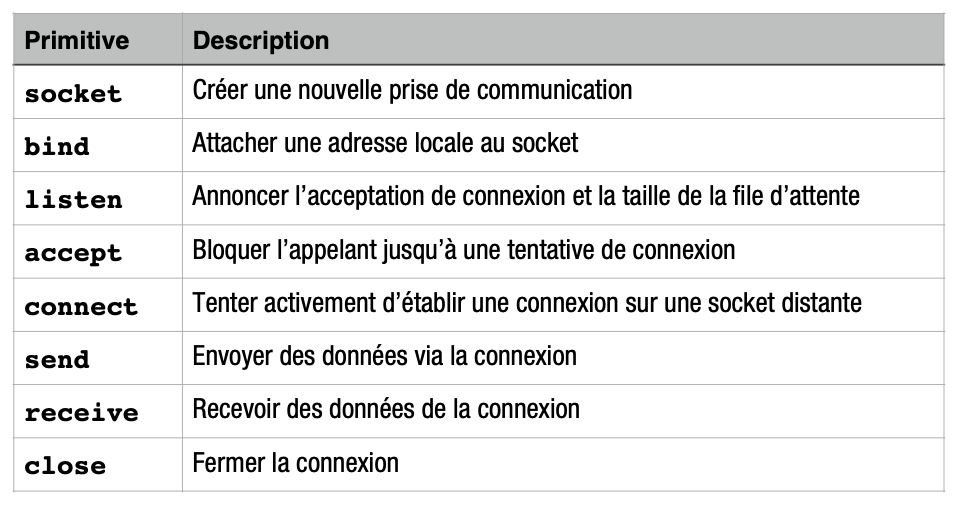 Primitive Description
socket Créer une nouvelle prise de communication
bind Attacher une adresse locale au socket
listen Annoncer l’acceptation de connexion et la taille de la file d’attente
accept Bloquer l’appelant jusqu’à une tentative de connexion
connect Tenter activement d’établir une connexion sur une socket distante
send Envoyer des données via la connexion
receive Recevoir des données de la connexion
close Fermer la connexion